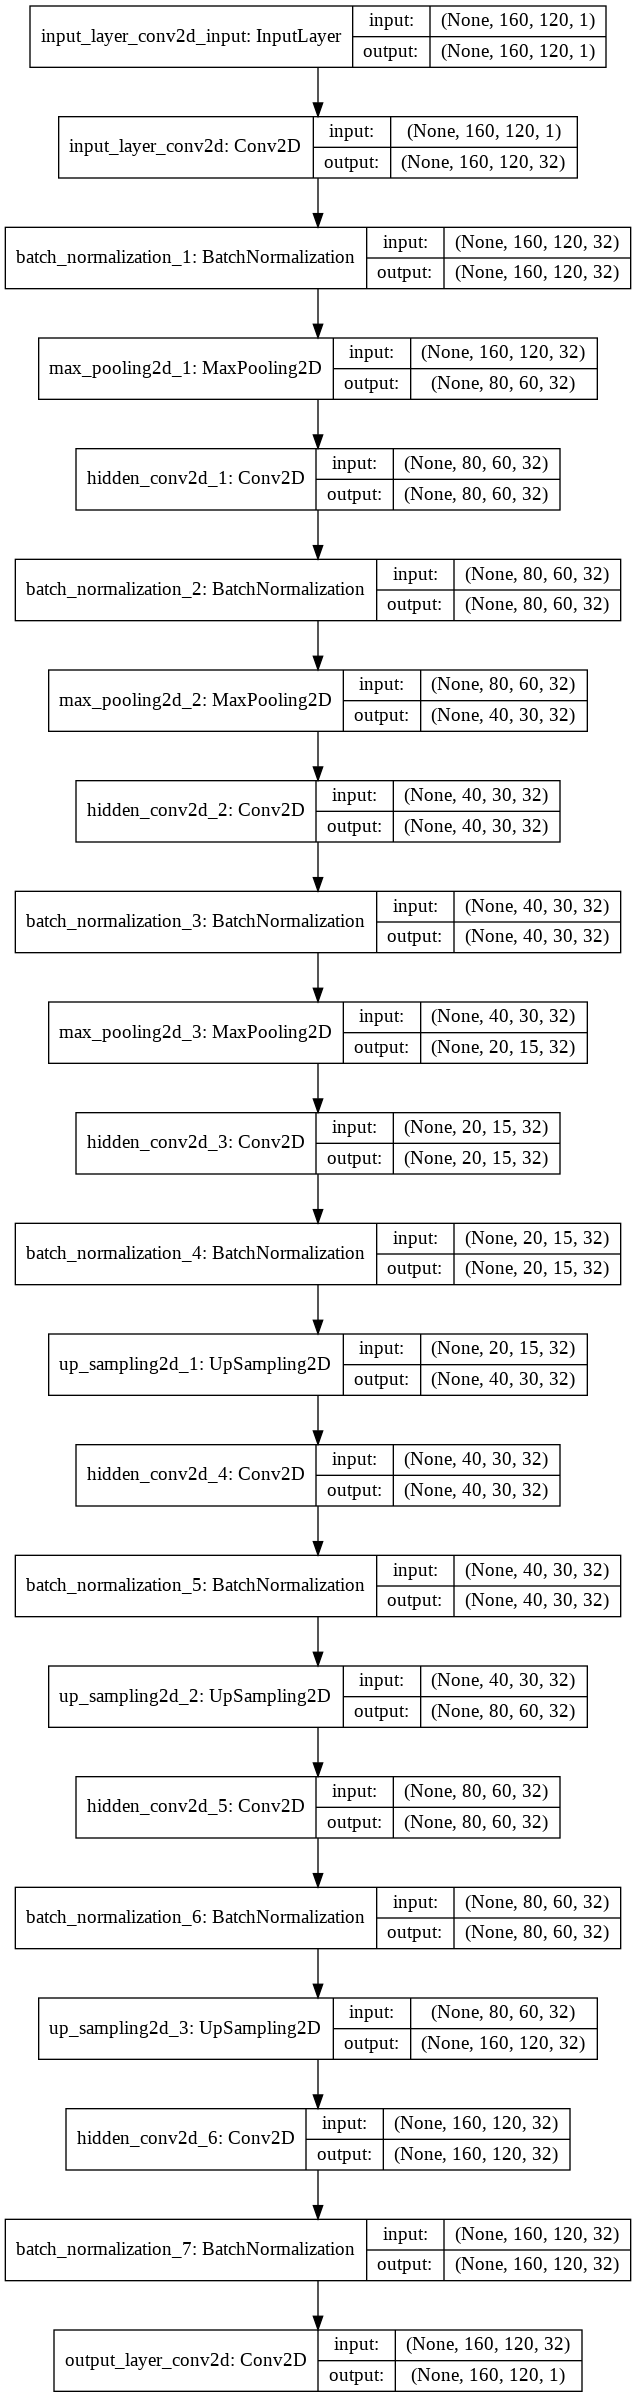 input_layer_conv2d_input: InputLayer
input: (None, 160, 120, 1)
output: (None, 160, 120, 1)
input_layer_conv2d: Conv2D
input: (None, 160, 120, 1)
output: (None, 160, 120, 32)
batch_normalization_1: BatchNormalization
input: (None, 160, 120, 32)
output: (None, 160, 120, 32)
max_pooling2d_1: MaxPooling2D
input: (None, 160, 120, 32)
output: (None, 80, 60, 32)
hidden_conv2d_1: Conv2D
input: (None, 80, 60, 32)
output: (None, 80, 60, 32)
batch_normalization_2: BatchNormalization
input: (None, 80, 60, 32)
output: (None, 80, 60, 32)
max_pooling2d_2: MaxPooling2D
input: (None, 80, 60, 32)
output: (None, 40, 30, 32)
hidden_conv2d_2: Conv2D
input: (None, 40, 30, 32)
output: (None, 40, 30, 32)
batch_normalization_3: BatchNormalization
input: (None, 40, 30, 32)
output: (None, 40, 30, 32)
max_pooling2d_3: MaxPooling2D
input: (None, 40, 30, 32)
output: (None, 20, 15, 32)
hidden_conv2d_3: Conv2D
input: (None, 20, 15, 32)
output: (None, 20, 15, 32)
batch_normalization_4: BatchNormalization
input: (None, 20, 15, 32)
output: (None, 20, 15, 32)
up_sampling2d_1: UpSampling2D
input: (None, 20, 15, 32)
output: (None, 40, 30, 32)
hidden_conv2d_4: Conv2D
input: (None, 40, 30, 32)
output: (None, 40, 30, 32)
batch_normalization_5: BatchNormalization
input: (None, 40, 30, 32)
output: (None, 40, 30, 32)
up_sampling2d_2: UpSampling2D
input: (None, 40, 30, 32)
output: (None, 80, 60, 32)
hidden_conv2d_5: Conv2D
input: (None, 80, 60, 32)
output: (None, 80, 60, 32)
batch_normalization_6: BatchNormalization
input: (None, 80, 60, 32)
output: (None, 80, 60, 32)
up_sampling2d_3: UpSampling2D
input: (None, 80, 60, 32)
output: (None, 160, 120, 32)
hidden_conv2d_6: Conv2D
input: (None, 160, 120, 32)
output: (None, 160, 120, 32)
batch_normalization_7: BatchNormalization
input: (None, 160, 120, 32)
output: (None, 160, 120, 32)
output_layer_conv2d: Conv2D
input: (None, 160, 120, 32)
output: (None, 160, 120, 1)